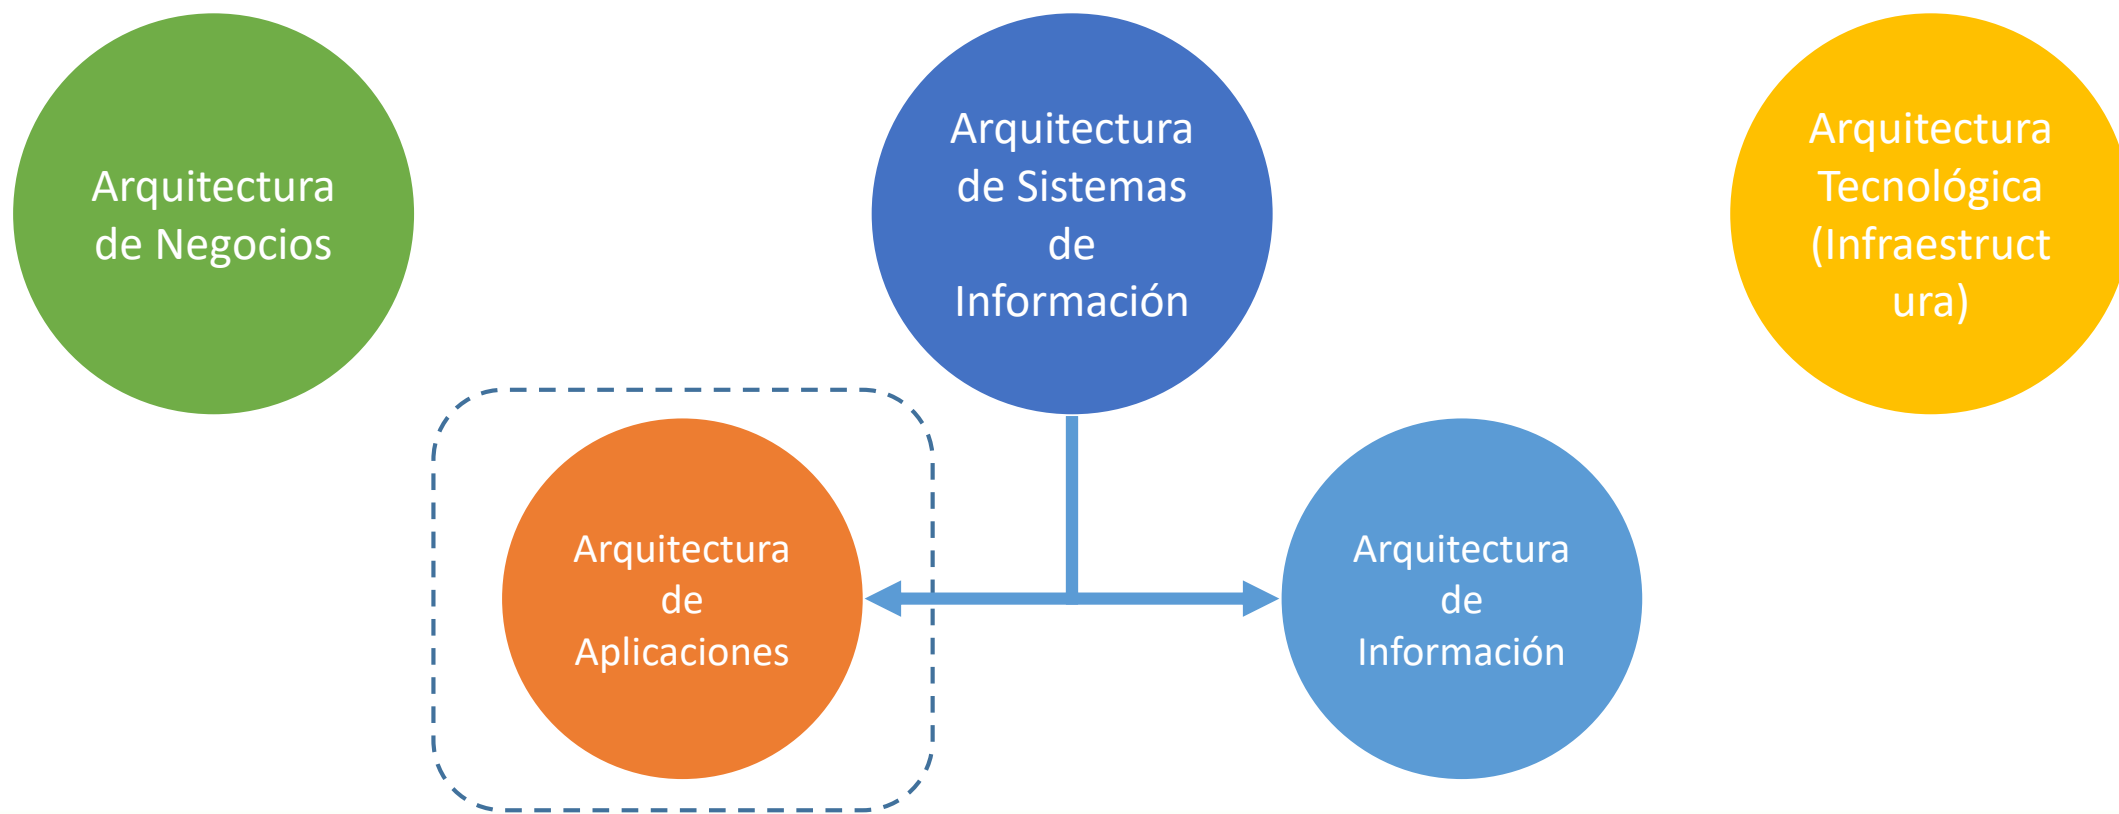 Arquitectura
de Negocios
Arquitectura
de Sistemas
de
Información
Arquitectura
Tecnológica
(Infraestruct
ura)
Arquitectura
de
Aplicaciones
Arquitectura
de
Información